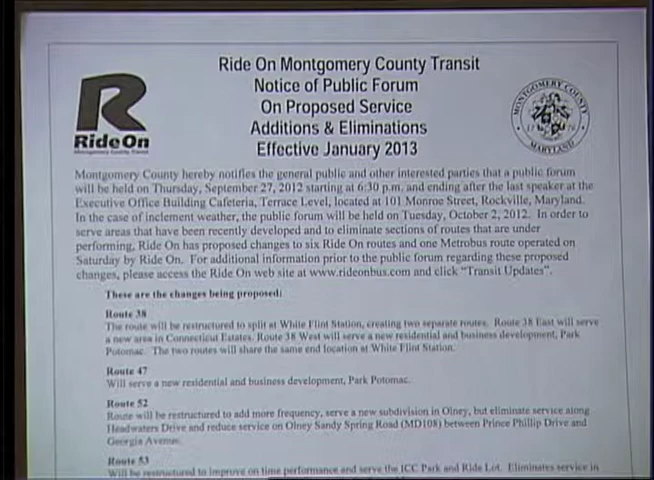 Ride On Montgomery County Transit
Notice of Public Forum
On Proposed Service
Additions & Eliminations
Effective January 2013
R
Ride On
Montgomery County Transit
MONTGOMERY COUNTY
17 76
MARYLAND
Montgomery County hereby notifies the general public and other interested parties that a public forum
will be held on Thursday, September 27, 2012 starting at 6:30 p.m. and ending after the last speaker at the
Executive Office Building Cafeteria, Terrace Level, located at 101 Monroe Street, Rockville, Maryland.
In the case of inclement weather, the public forum will be held on Tuesday, October 2, 2012. In order to
serve areas that have been recently developed and to eliminate sections of routes that are under
performing, Ride On has proposed changes to six Ride On routes and one Metrobus route operated on
Saturday by Ride On. For additional information prior to the public forum regarding these proposed
changes, please access the Ride On web site at www.rideonbus.com and click "Transit Updates".
These are the changes being proposed:
Route 38
The route will be restructured to split at White Flint Station, creating two separate routes. Route 38 East will serve
a new area in Connecticut Estates. Route 38 West will serve a new residential and business development, Park
Potomac. The two routes will share the same end location at White Flint Station.
Route 47
Will serve a new residential and business development, Park Potomac.
Route 52
Route will be restructured to add more frequency, serve a new subdivision in Olney, but eliminate service along
Headwaters Drive and reduce service on Olney Sandy Spring Road (MD108) between Prince Phillip Drive and
Georgia Avenue.
Route 53
Will be restructured to improve on time performance and serve the ICC Park and Ride Lot. Eliminates service in